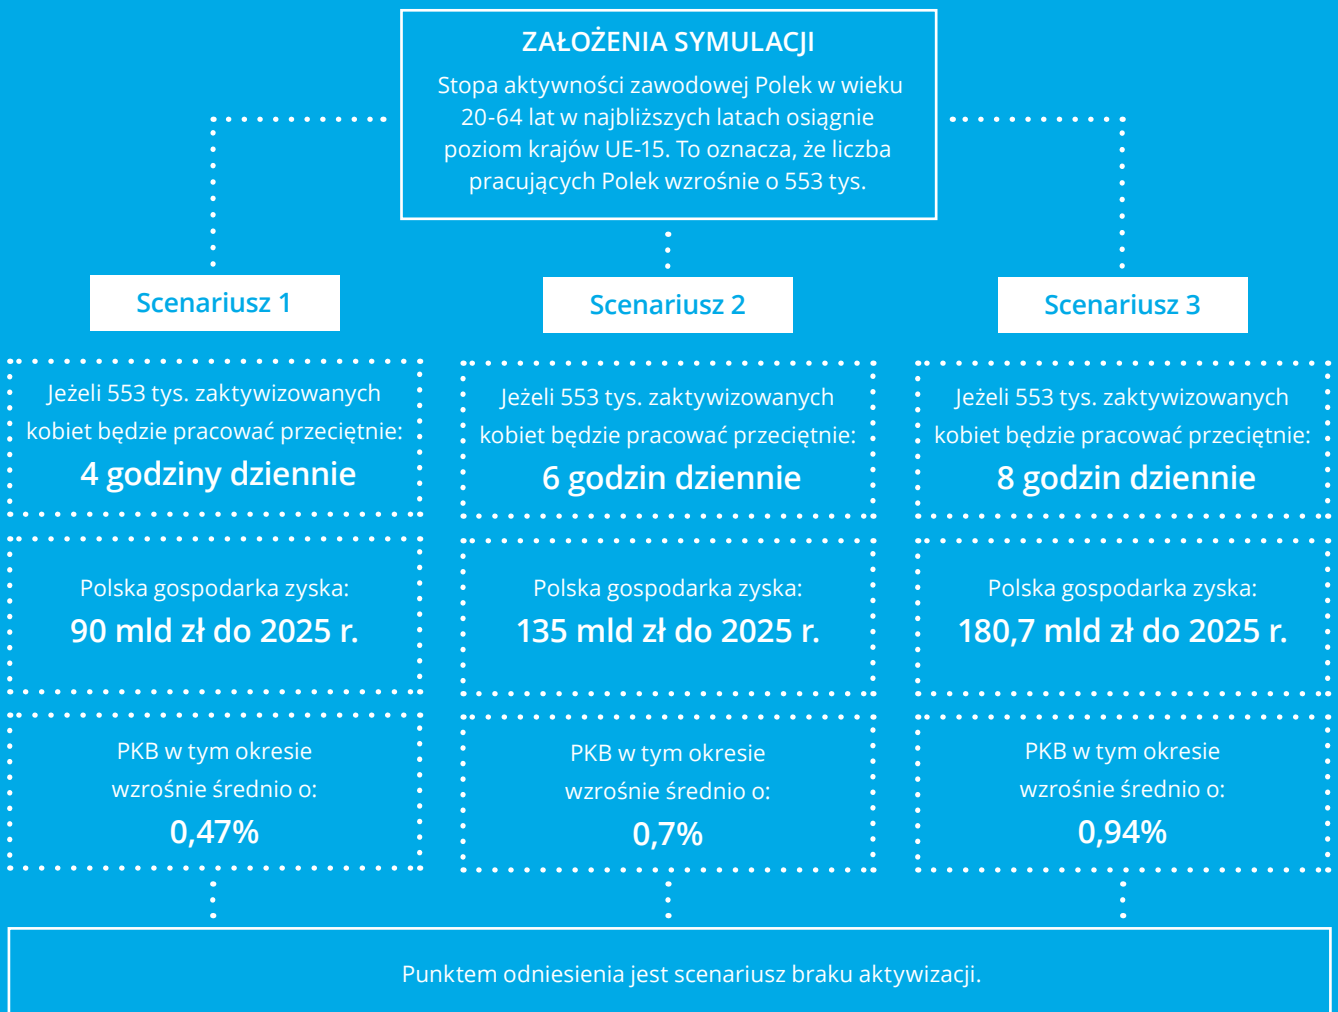 ZAŁOŻENIA SYMULACJI
Stopa aktywności zawodowej Polek w wieku
20-64 lat w najbliższych latach osiągnie
poziom krajów UE-15. To oznacza, że liczba
pracujących Polek wzrośnie o 553 tys.
Scenariusz 1
Jeżeli 553 tys. zaktywizowanych
kobiet będzie pracować przeciętnie:
4 godziny dziennie
Polska gospodarka zyska:
90 mld zł do 2025 r.
PKB w tym okresie
wzrośnie średnio o:
0,47%
Scenariusz 2
Jeżeli 553 tys. zaktywizowanych
kobiet będzie pracować przeciętnie:
6 godzin dziennie
Polska gospodarka zyska:
135 mld zł do 2025 r.
PKB w tym okresie
wzrośnie średnio o:
0,7%
Scenariusz 3
Jeżeli 553 tys. zaktywizowanych
kobiet będzie pracować przeciętnie:
8 godzin dziennie
Polska gospodarka zyska:
180,7 mld zł do 2025 r.
PKB w tym okresie
wzrośnie średnio o:
0,94%
Punktem odniesienia jest scenariusz braku aktywizacji.